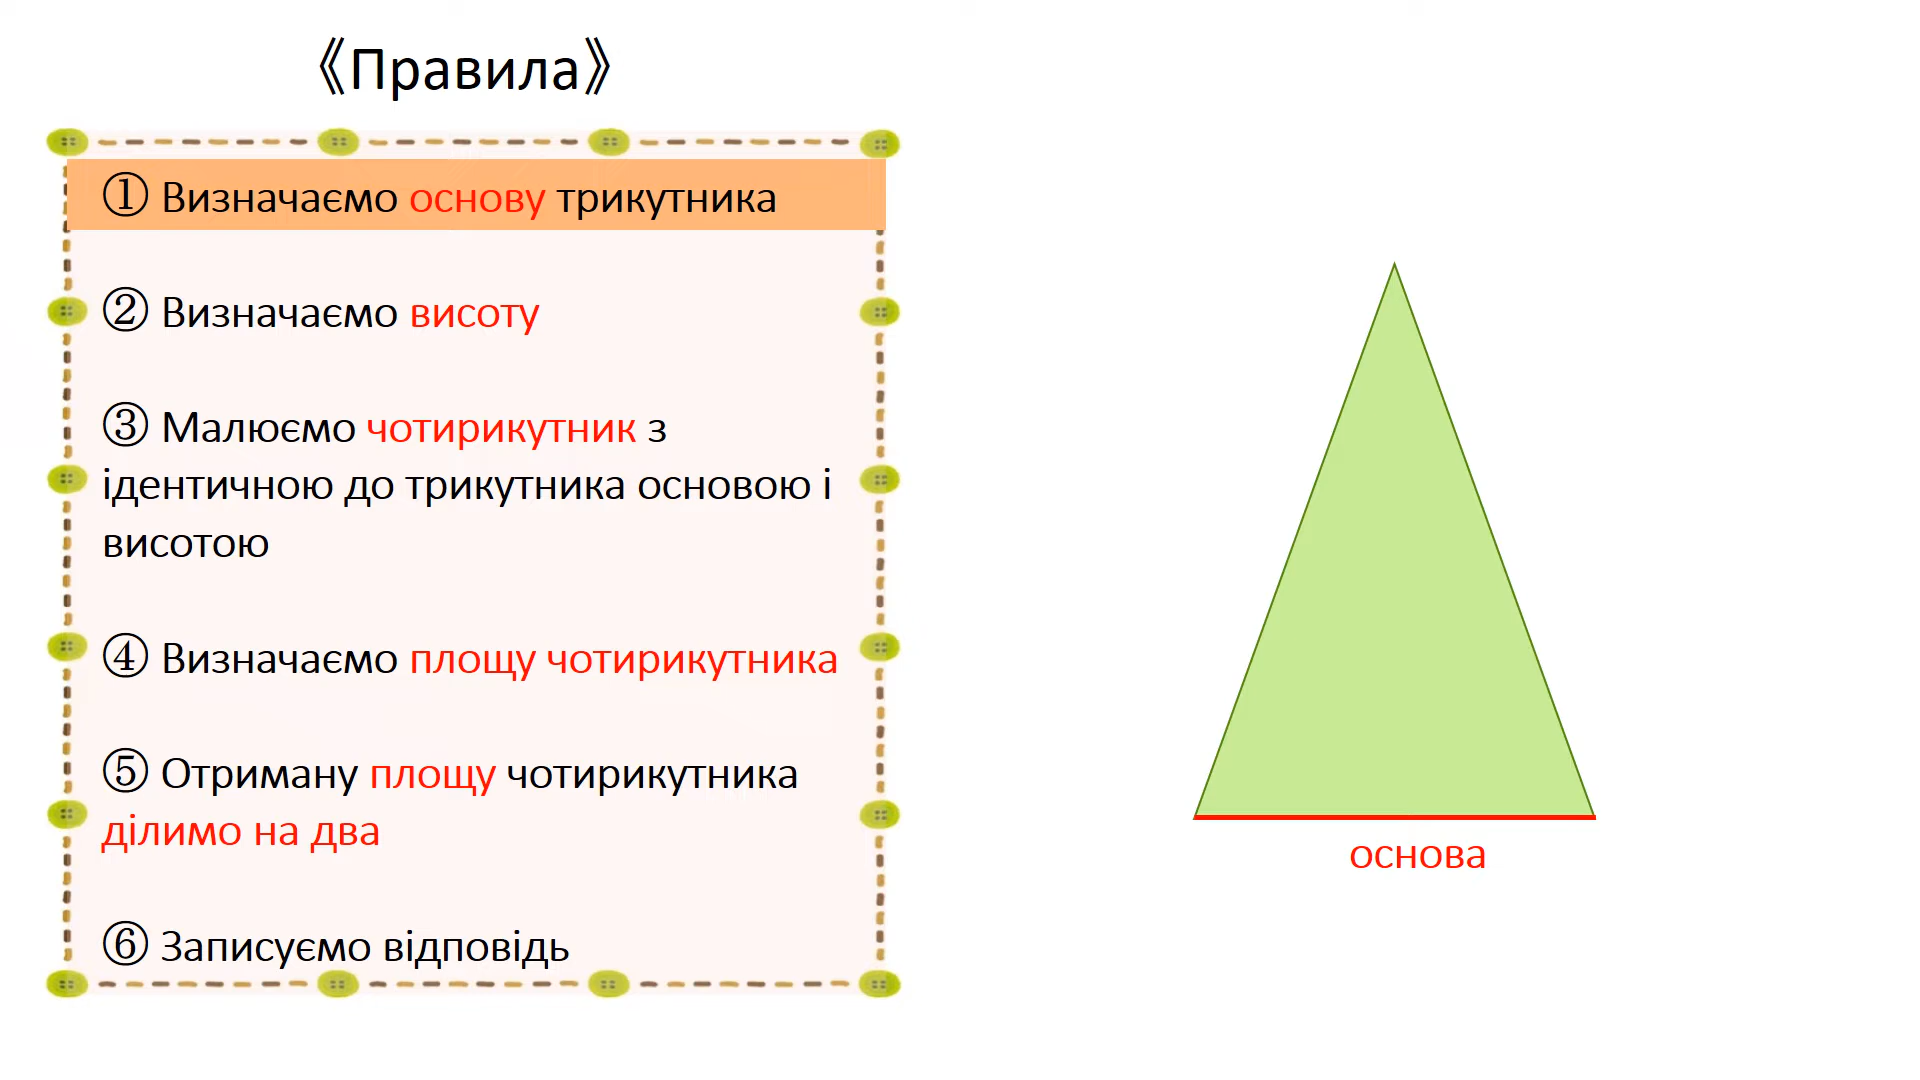 《Правила》
① Визначаємо основу трикутника
② Визначаємо висоту
③ Малюємо чотирикутник з
ідентичною до трикутника основою і
висотою
④ Визначаємо площу чотирикутника
⑤ Отриману площу чотирикутника
ділимо на два
⑥ Записуємо відповідь
основа